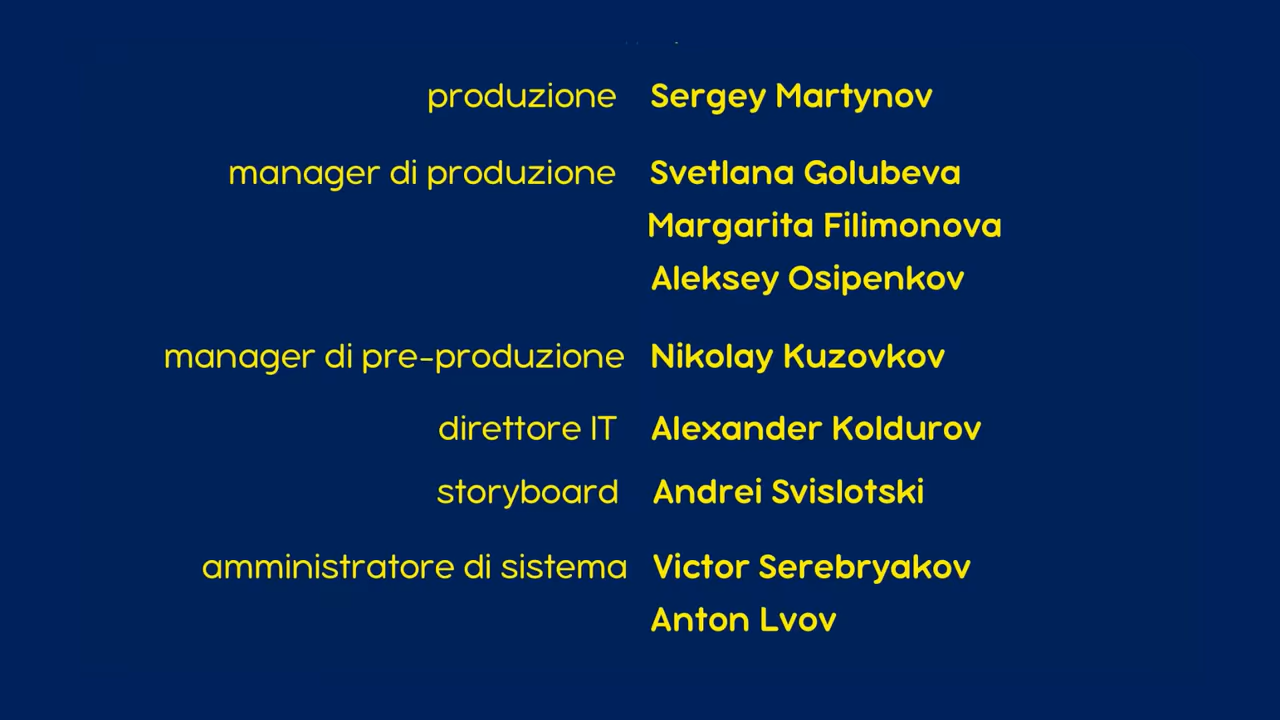 produzione Sergey Martynov
manager di produzione Svetlana Golubeva
Margarita Filimonova
Aleksey Osipenkov
manager di pre-produzione Nikolay Kuzovkov
direttore IT Alexander Koldurov
storyboard Andrei Svislotski
amministratore di sistema Victor Serebryakov
Anton Lvov